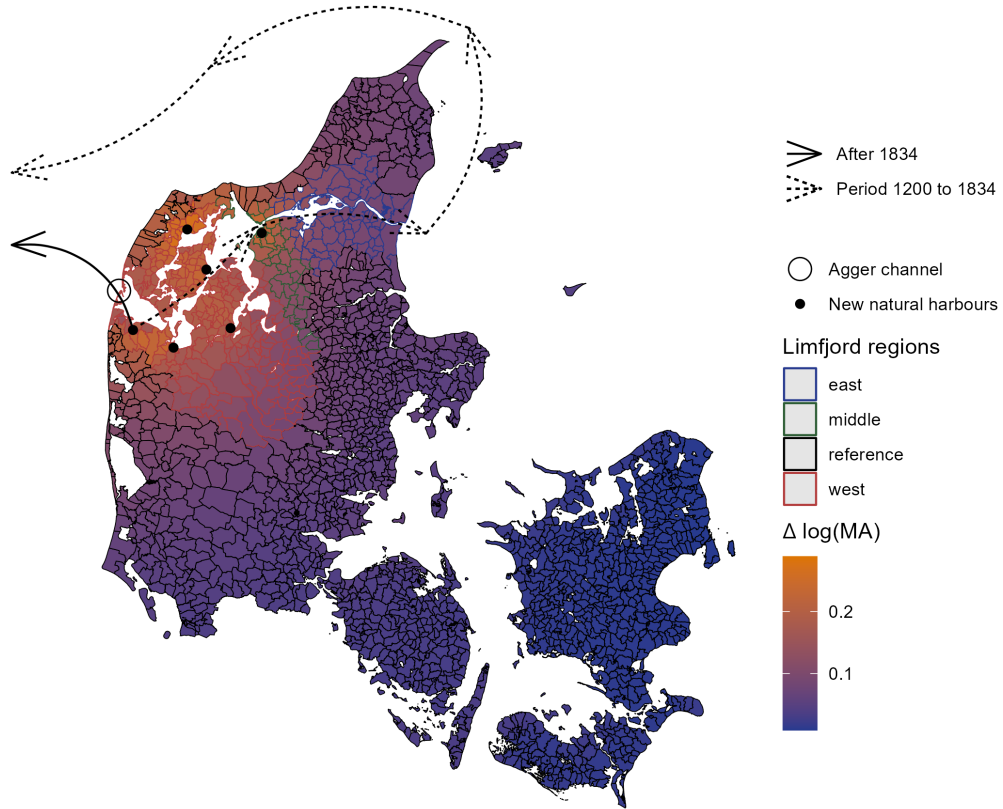 After 1834
Period 1200 to 1834
Agger channel
New natural harbours
Limfjord regions
east
middle
reference
west
Δ log(MA)
0.2
0.1